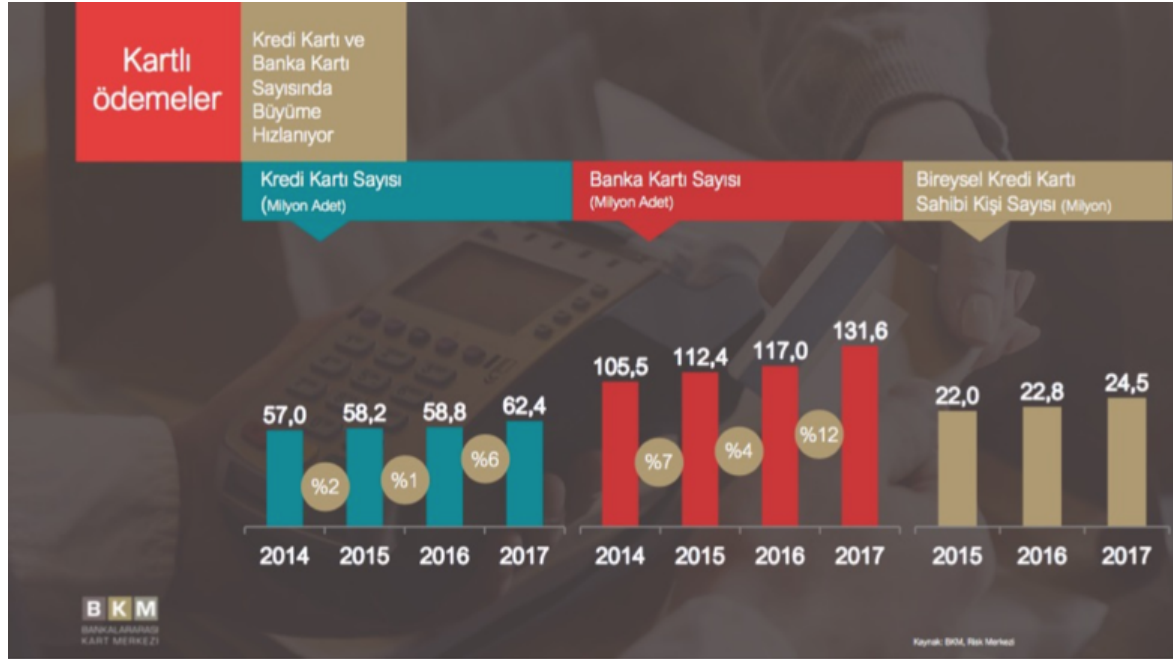 Kartlı
ödemeler
Kredi Kartı ve
Banka Kartı
Sayısında
Büyüme
Hızlanıyor
Kredi Kartı Sayısı
(Milyon Adet)
Banka Kartı Sayısı
(Milyon Adet)
Bireysel Kredi Kartı
Sahibi Kişi Sayısı (Milyon)
57,0 58,2 58,8 62,4
%2 %1 %6
2014 2015 2016 2017
105,5 112,4 117,0 131,6
%7 %4 %12
2014 2015 2016 2017
22,0 22,8 24,5
2015 2016 2017
BKM
BANKALARARASI
KART MERKEZİ
Kaynak: BKM, Risk Merkezi